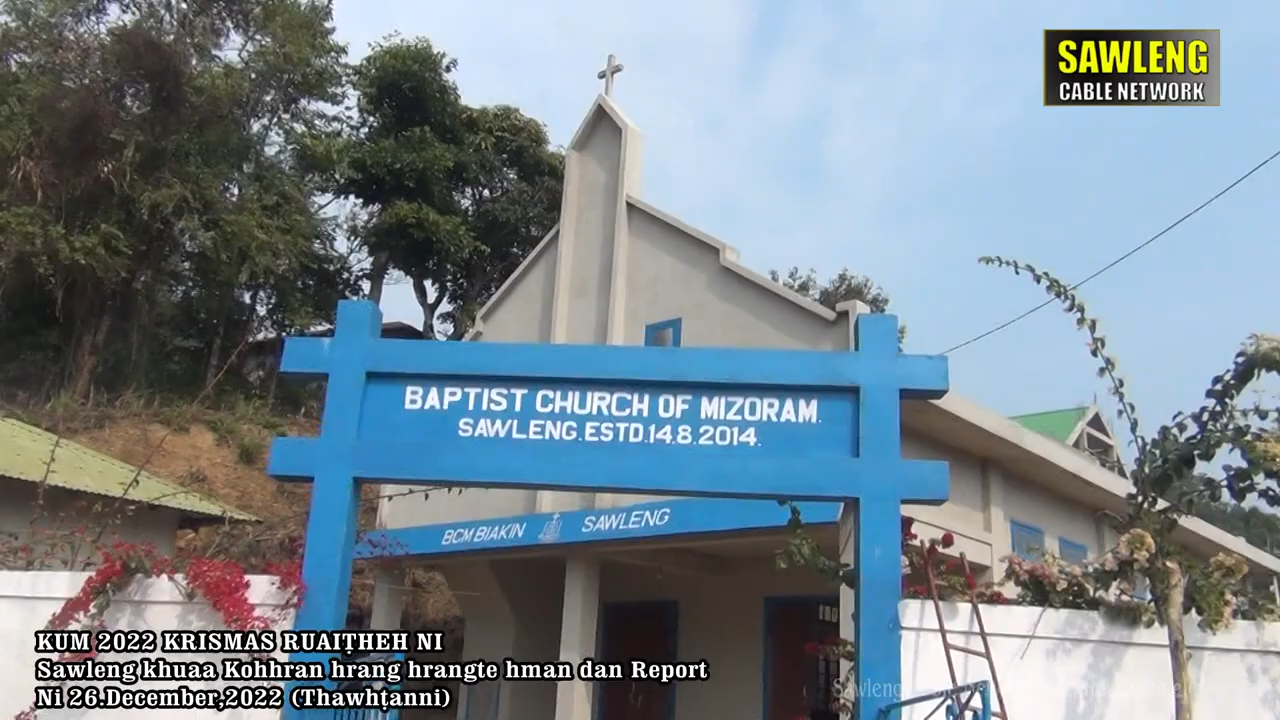 SAWLENG
CABLE NETWORK
BAPTIST CHURCH OF MIZORAM.
SAWLENG.ESTD.14.8.2014.
BCM BIAKIN SAWLENG
KUM 2022 KRISMAS RUAIṬHEH NI
Sawleng khuaa Kohhran hrang hrangte hman dan Report
Ni 26.December,2022 (Thawhṭanni)
Sawleng